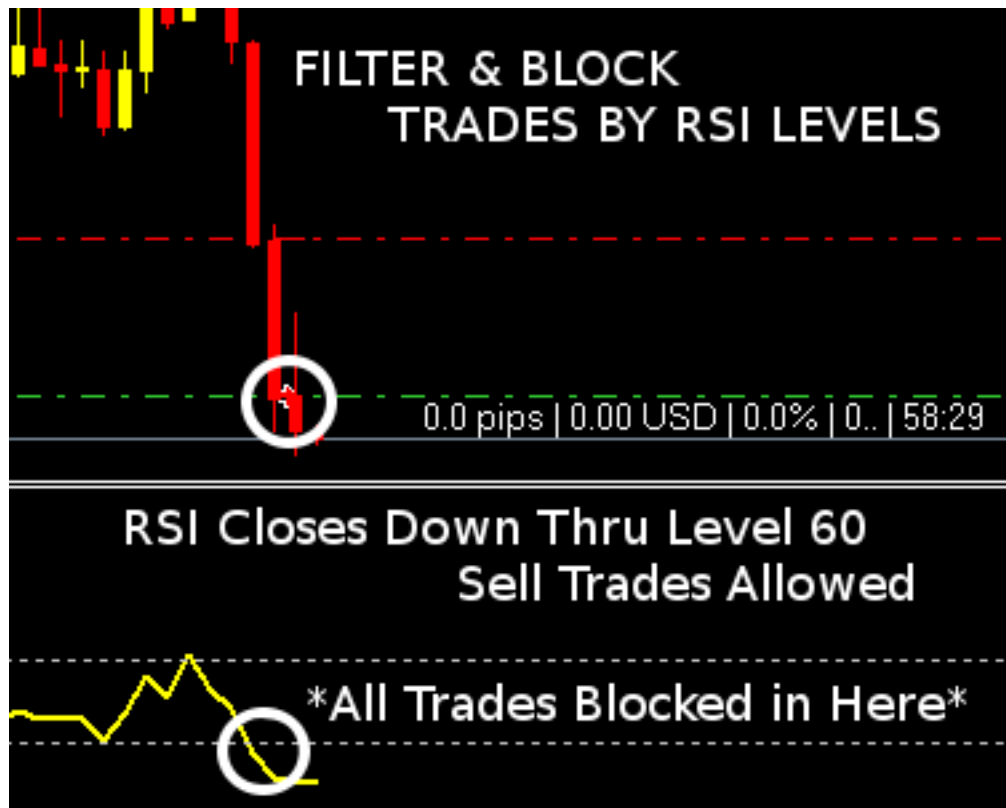 FILTER & BLOCK
TRADES BY RSI LEVELS
0.0 pips | 0.00 USD | 0.0% | 0.. | 58:29
RSI Closes Down Thru Level 60
Sell Trades Allowed
*All Trades Blocked in Here*